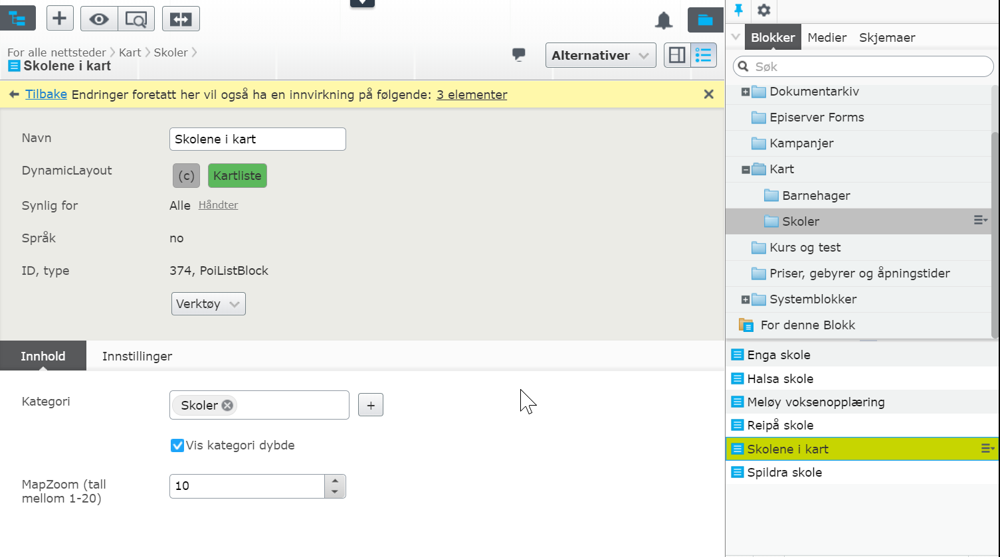 For alle nettsteder Kart Skoler
Skolene i kart
Alternativer
Tilbake Endringer foretatt her vil også ha en innvirkning på følgende: 3 elementer
Navn
Skolene i kart
DynamicLayout
(c) Kartliste
Synlig for
Alle Håndter
Språk
no
ID, type
374, PoiListBlock
Verktøy
Innhold Innstillinger
Kategori
Skoler
+
Vis kategori dybde
MapZoom (tall
mellom 1-20)
10
Blokker Medier Skjemaer
Søk
Dokumentarkiv
Episerver Forms
Kampanjer
Kart
Barnehager
Skoler
Kurs og test
Priser, gebyrer og åpningstider
Systemblokker
For denne Blokk
Enga skole
Halsa skole
Meløy voksenopplæring
Reipå skole
Skolene i kart
Spildra skole